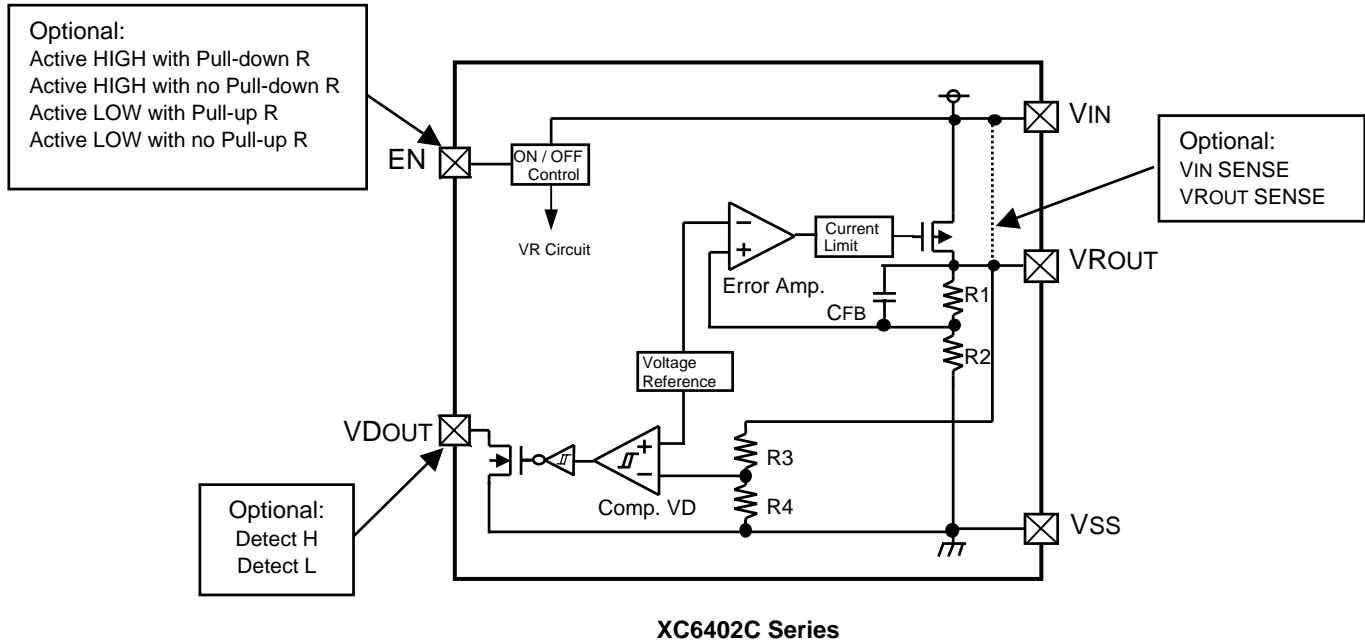 Optional:
Active HIGH with Pull-down R
Active HIGH with no Pull-down R
Active LOW with Pull-up R
Active LOW with no Pull-up R
EN
ON / OFF
Control
VR Circuit
VIN
Optional:
VIN SENSE
VROUT SENSE
−
+
Error Amp.
Current
Limit
VROUT
CFB
R1
R2
Voltage
Reference
VDOUT
+
−
Comp. VD
R3
R4
VSS
Optional:
Detect H
Detect L
XC6402C Series